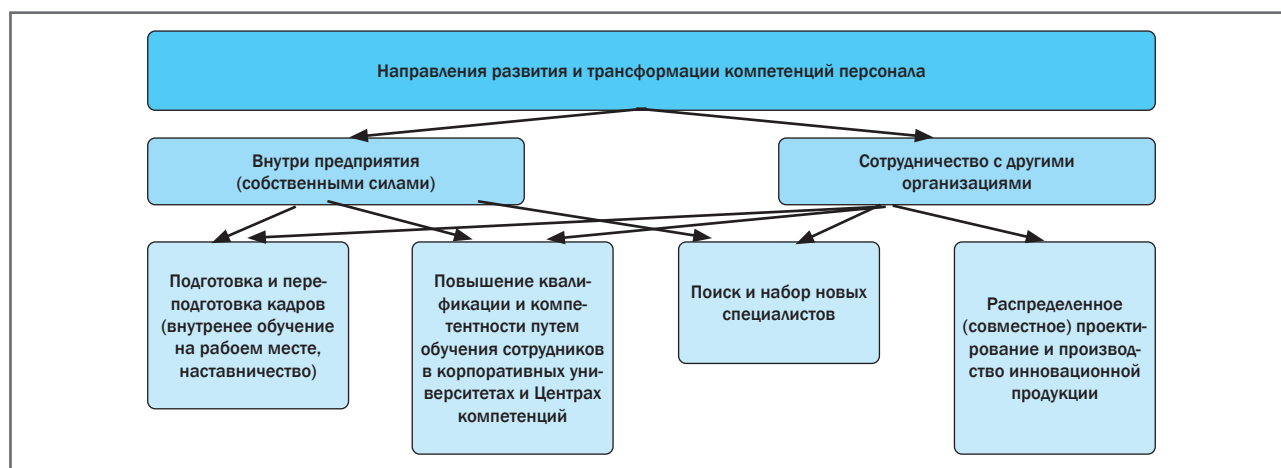 Направления развития и трансформации компетенций персонала
Внутри предприятия
(собственными силами)
Сотрудничество с другими
организациями
Подготовка и пере-
подготовка кадров
(внутренее обучение
на рабоем месте,
наставничество)
Повышение квали-
фикации и компе-
тентности путем
обучения сотрудников
в корпоративных уни-
верситетах и Центрах
компетенций
Поиск и набор новых
специалистов
Распределенное
(совместное) проекти-
рование и производ-
ство инновационной
продукции